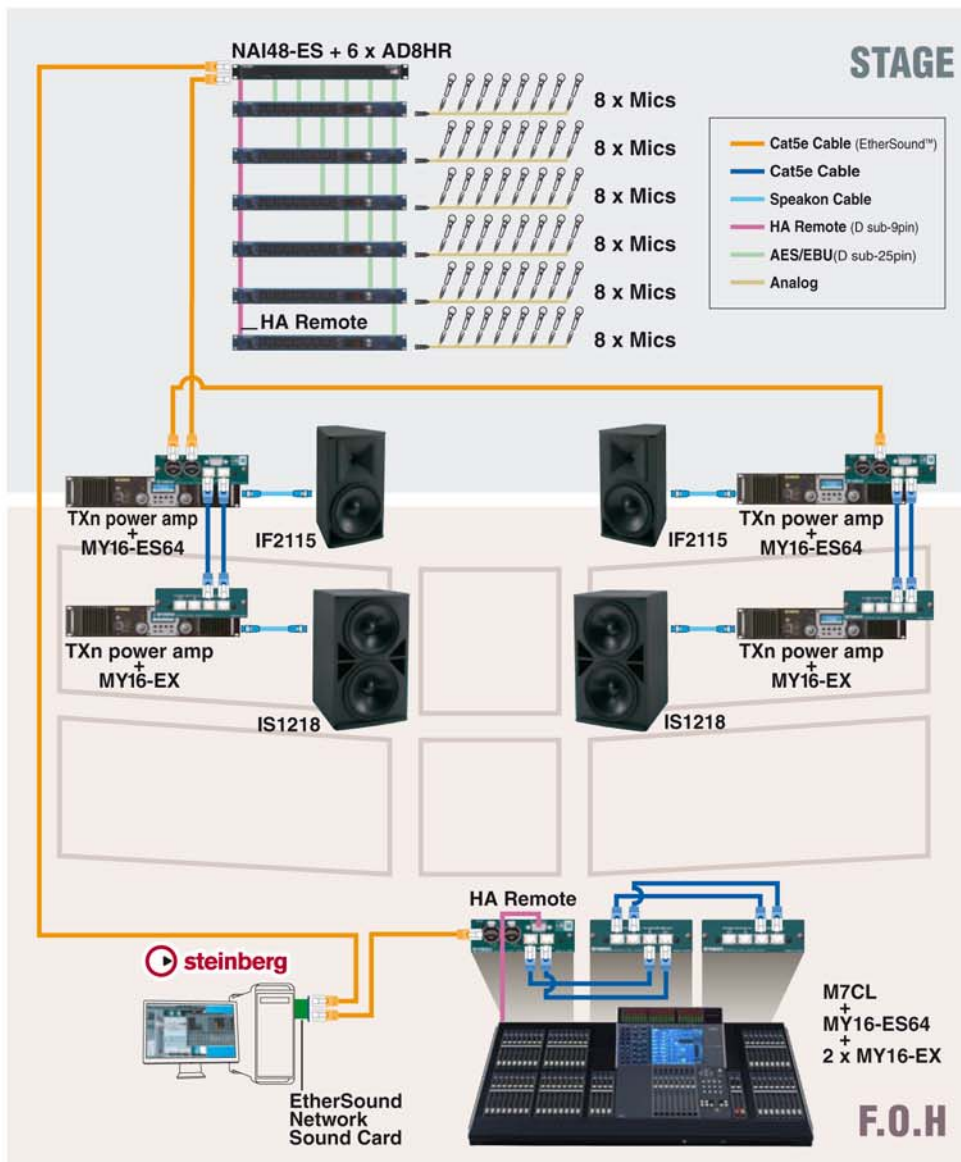 NAI48-ES + 6 x AD8HR
STAGE
8 x Mics
8 x Mics
8 x Mics
8 x Mics
8 x Mics
8 x Mics
HA Remote
Cat5e Cable (EtherSound™)
Cat5e Cable
Speakon Cable
HA Remote (D sub-9pin)
AES/EBU(D sub-25pin)
Analog
TXn power amp
+
MY16-ES64
IF2115
IF2115
TXn power amp
+
MY16-ES64
TXn power amp
+
MY16-EX
IS1218
IS1218
TXn power amp
+
MY16-EX
HA Remote
steinberg
EtherSound
Network
Sound Card
M7CL
+
MY16-ES64
+
2 x MY16-EX
F.O.H